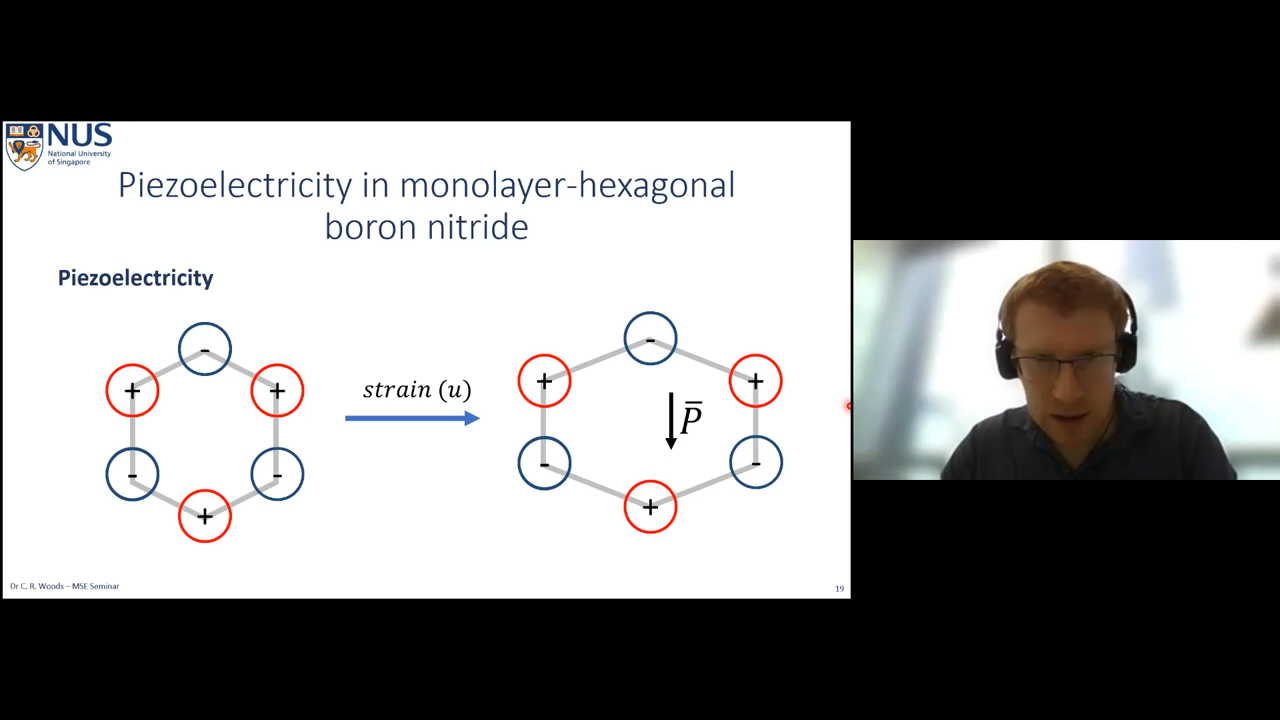 NUS
National University
of Singapore
Piezoelectricity in monolayer-hexagonal
boron nitride
Piezoelectricity
-
+ +
- -
+
strain (u)
-
+ +
P̅
- -
+
Dr C. R. Woods – MSE Seminar
19